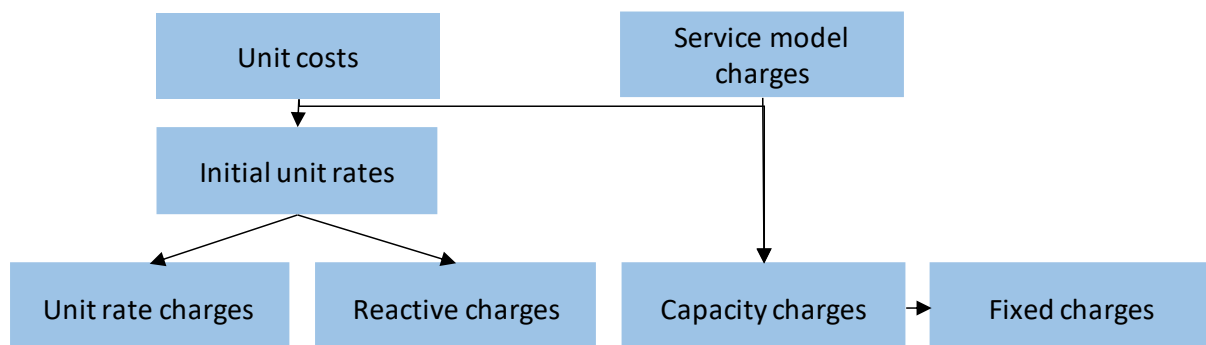 Unit costs
Service model
charges
Initial unit rates
Unit rate charges
Reactive charges
Capacity charges
Fixed charges